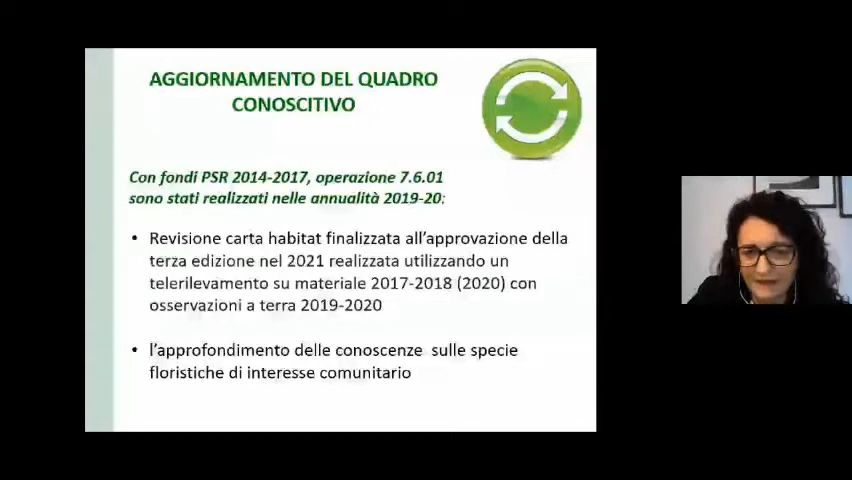 AGGIORNAMENTO DEL QUADRO
CONOSCITIVO
Con fondi PSR 2014-2017, operazione 7.6.01
sono stati realizzati nelle annualità 2019-20:
• Revisione carta habitat finalizzata all’approvazione della
terza edizione nel 2021 realizzata utilizzando un
telerilevamento su materiale 2017-2018 (2020) con
osservazioni a terra 2019-2020
• l’approfondimento delle conoscenze sulle specie
floristiche di interesse comunitario